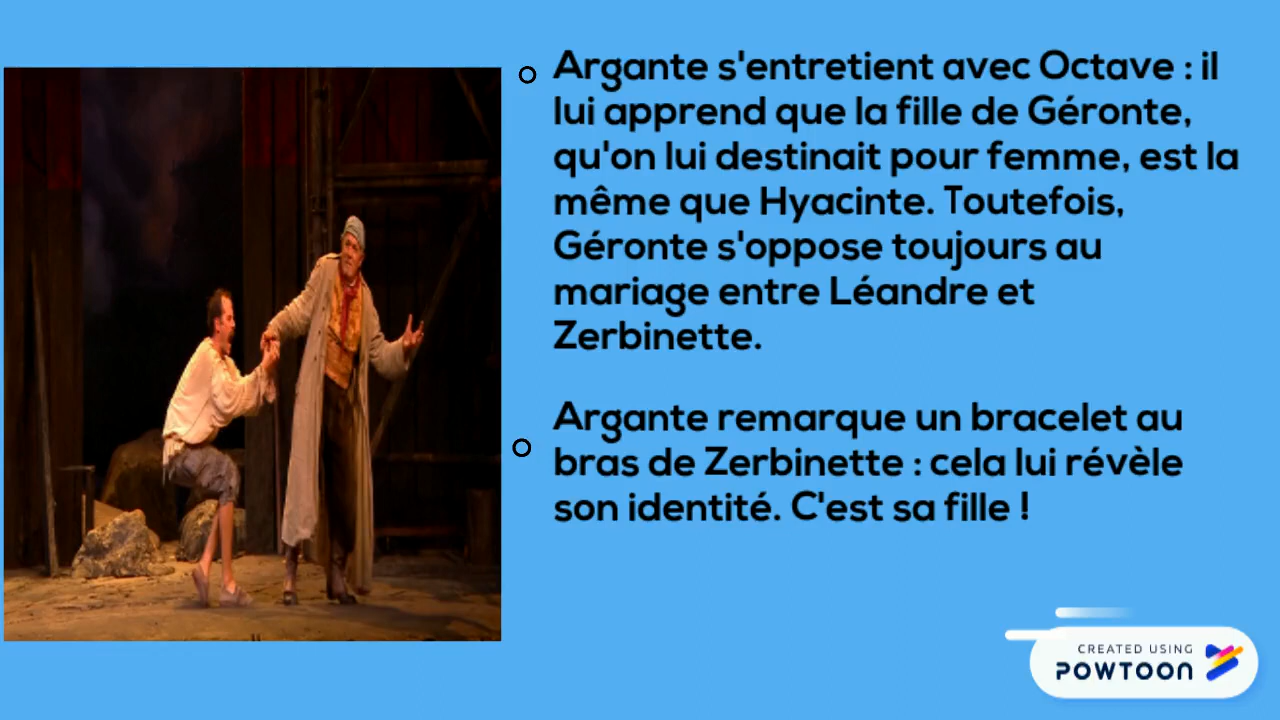 Argante s'entretient avec Octave : il
lui apprend que la fille de Géronte,
qu'on lui destinait pour femme, est la
même que Hyacinte. Toutefois,
Géronte s'oppose toujours au
mariage entre Léandre et
Zerbinette.
Argante remarque un bracelet au
bras de Zerbinette : cela lui révèle
son identité. C'est sa fille !
CREATED USING
POWTOON